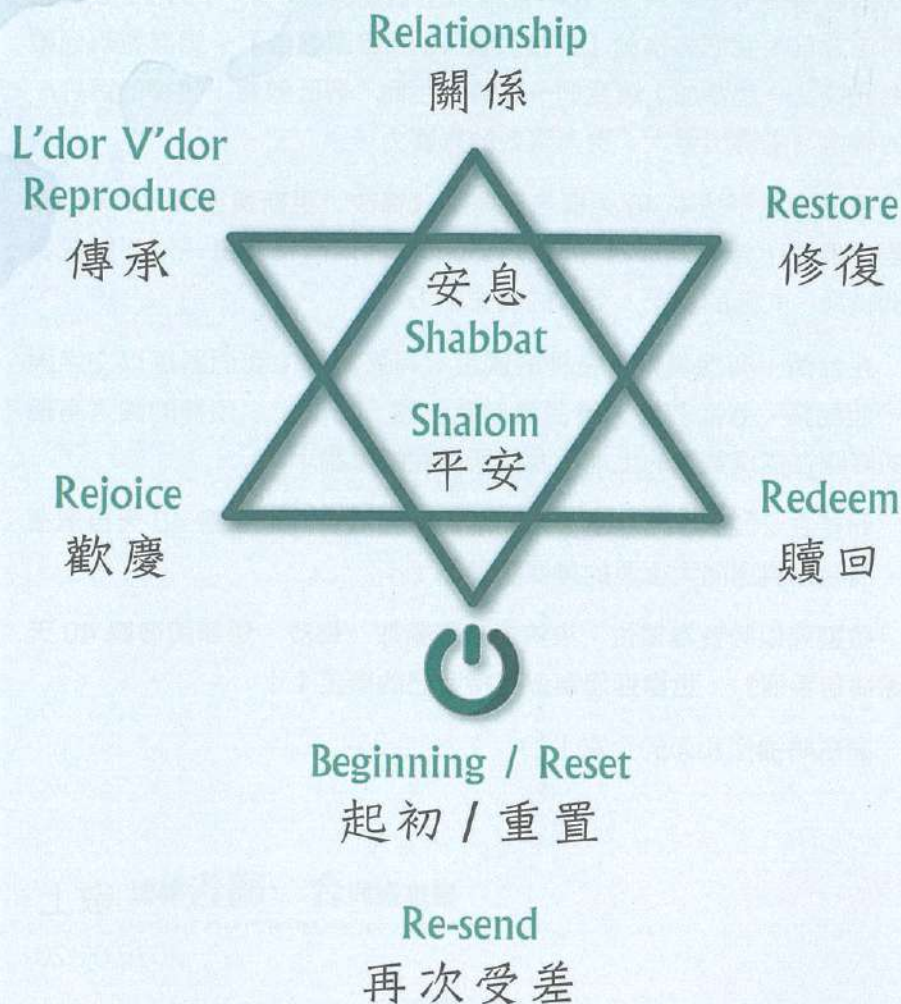 Relationship
關係
L'dor V'dor
Reproduce
傳承
Restore
修復
安息
Shabbat
Shalom
平安
Rejoice
歡慶
Redeem
贖回
Beginning / Reset
起初 / 重置
Re-send
再次受差